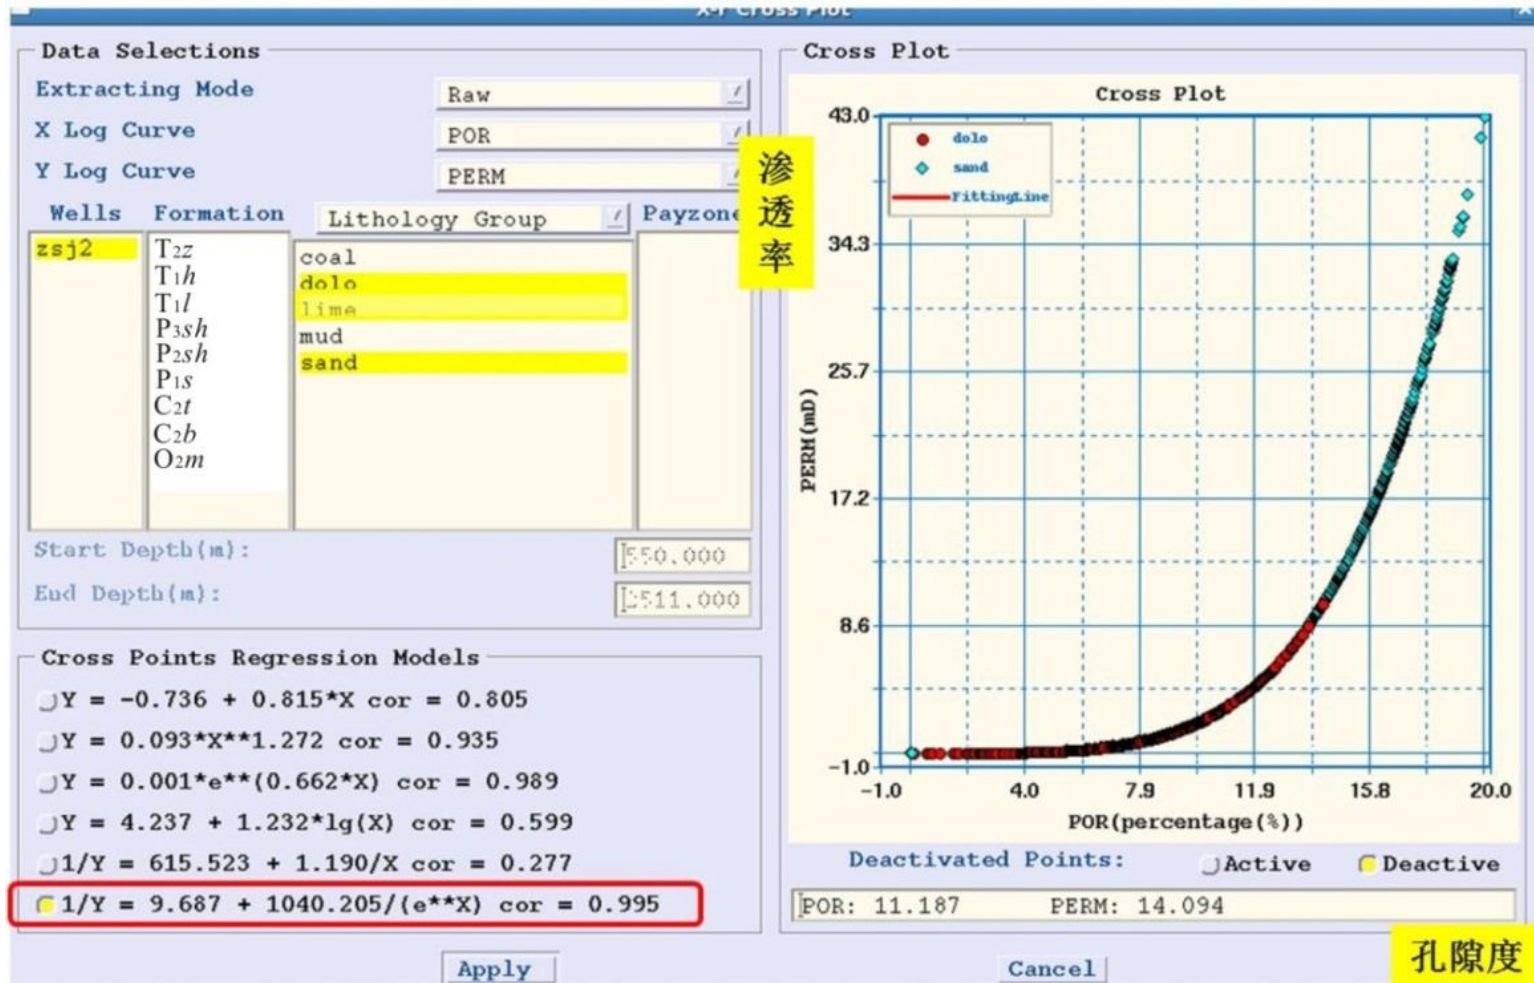 X-Y Cross Plot
Data Selections
Extracting Mode
Raw
X Log Curve
POR
Y Log Curve
PERM
Wells
Formation
Lithology Group
Payzone
zsj2
T2z
T1h
T1l
P3sh
P2sh
P1s
C2t
C2b
O2m
coal
dolo
lime
mud
sand
Start Depth(m):
550.000
End Depth(m):
2511.000
Cross Points Regression Models
Y = -0.736 + 0.815*X cor = 0.805
Y = 0.093*X**1.272 cor = 0.935
Y = 0.001*e**(0.662*X) cor = 0.989
Y = 4.237 + 1.232*lg(X) cor = 0.599
1/Y = 615.523 + 1.190/X cor = 0.277
1/Y = 9.687 + 1040.205/(e**X) cor = 0.995
Apply
渗透率
Cross Plot
Cross Plot
dolo
sand
FittingLine
PERM(mD)
43.0
34.3
25.7
17.2
8.6
-1.0
-1.0 4.0 7.9 11.9 15.8 20.0
POR(percentage(%))
Deactivated Points:
Active
Deactive
POR: 11.187 PERM: 14.094
Cancel
孔隙度